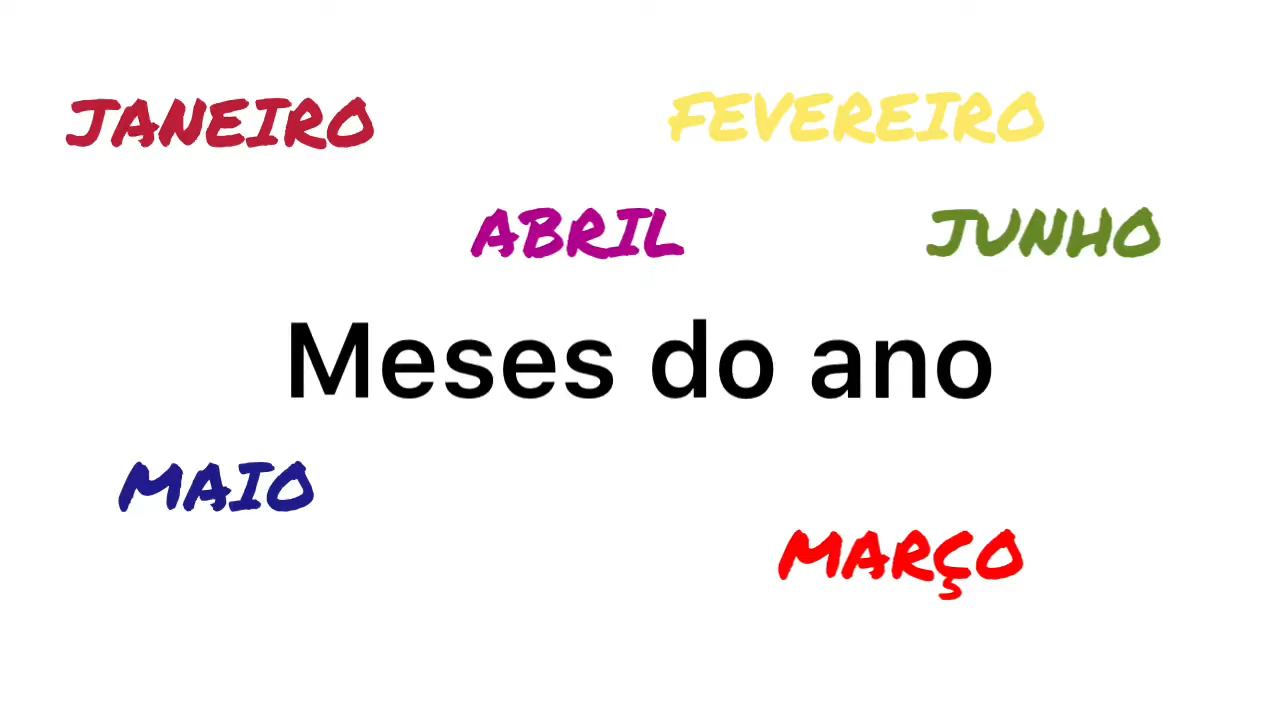 JANEIRO
FEVEREIRO
ABRIL
JUNHO
Meses do ano
MAIO
MARÇO